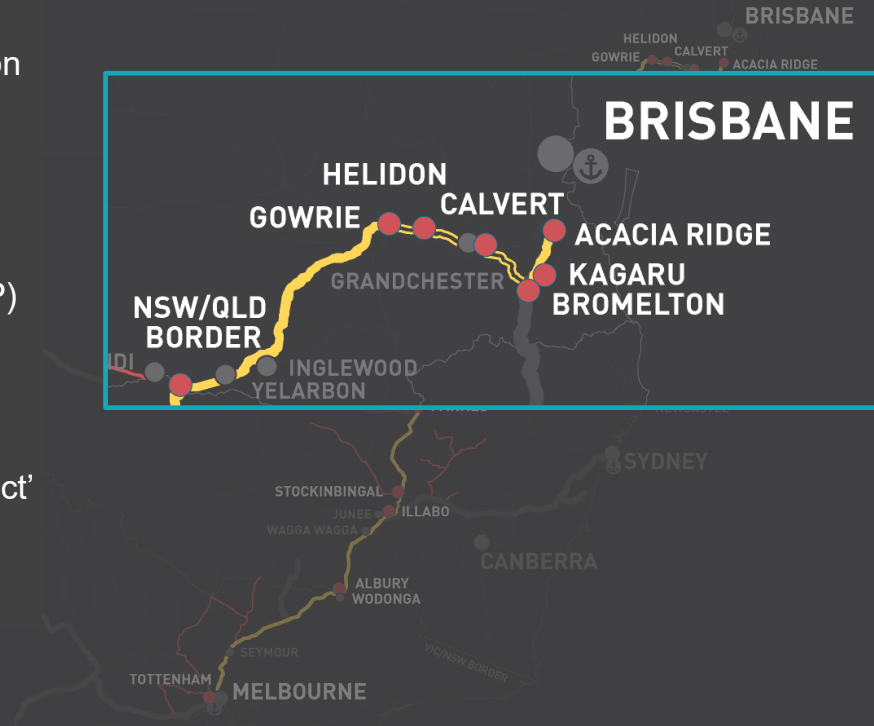 on
BRISBANE
HELIDON
GOWRIE
CALVERT
ACACIA RIDGE
BRISBANE
HELIDON
GOWRIE
CALVERT
ACACIA RIDGE
GRANDCHESTER
KAGARU
BROMELTON
NSW/QLD
BORDER
IDI
INGLEWOOD
YELARBON
?)
ct’
SYDNEY
STOCKINBINGAL
JUNEE
ILLABO
WAGGA WAGGA
CANBERRA
ALBURY
WODONGA
SEYMOUR
VIC/NSW BORDER
TOTTENHAM
MELBOURNE